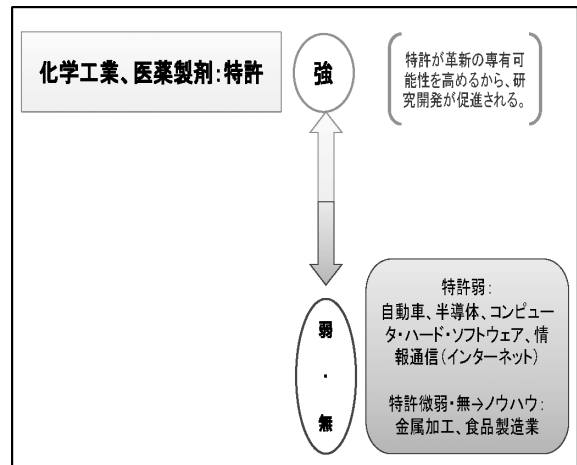 化学工業、医薬製剤：特許
強
特許が革新の専有可
能性を高めるから、研
究開発が促進される。
弱
・
無
特許弱：
自動車、半導体、コンピュー
タ・ハード・ソフトウェア、情
報通信（インターネット）
特許微弱・無→ノウハウ：
金属加工、食品製造業